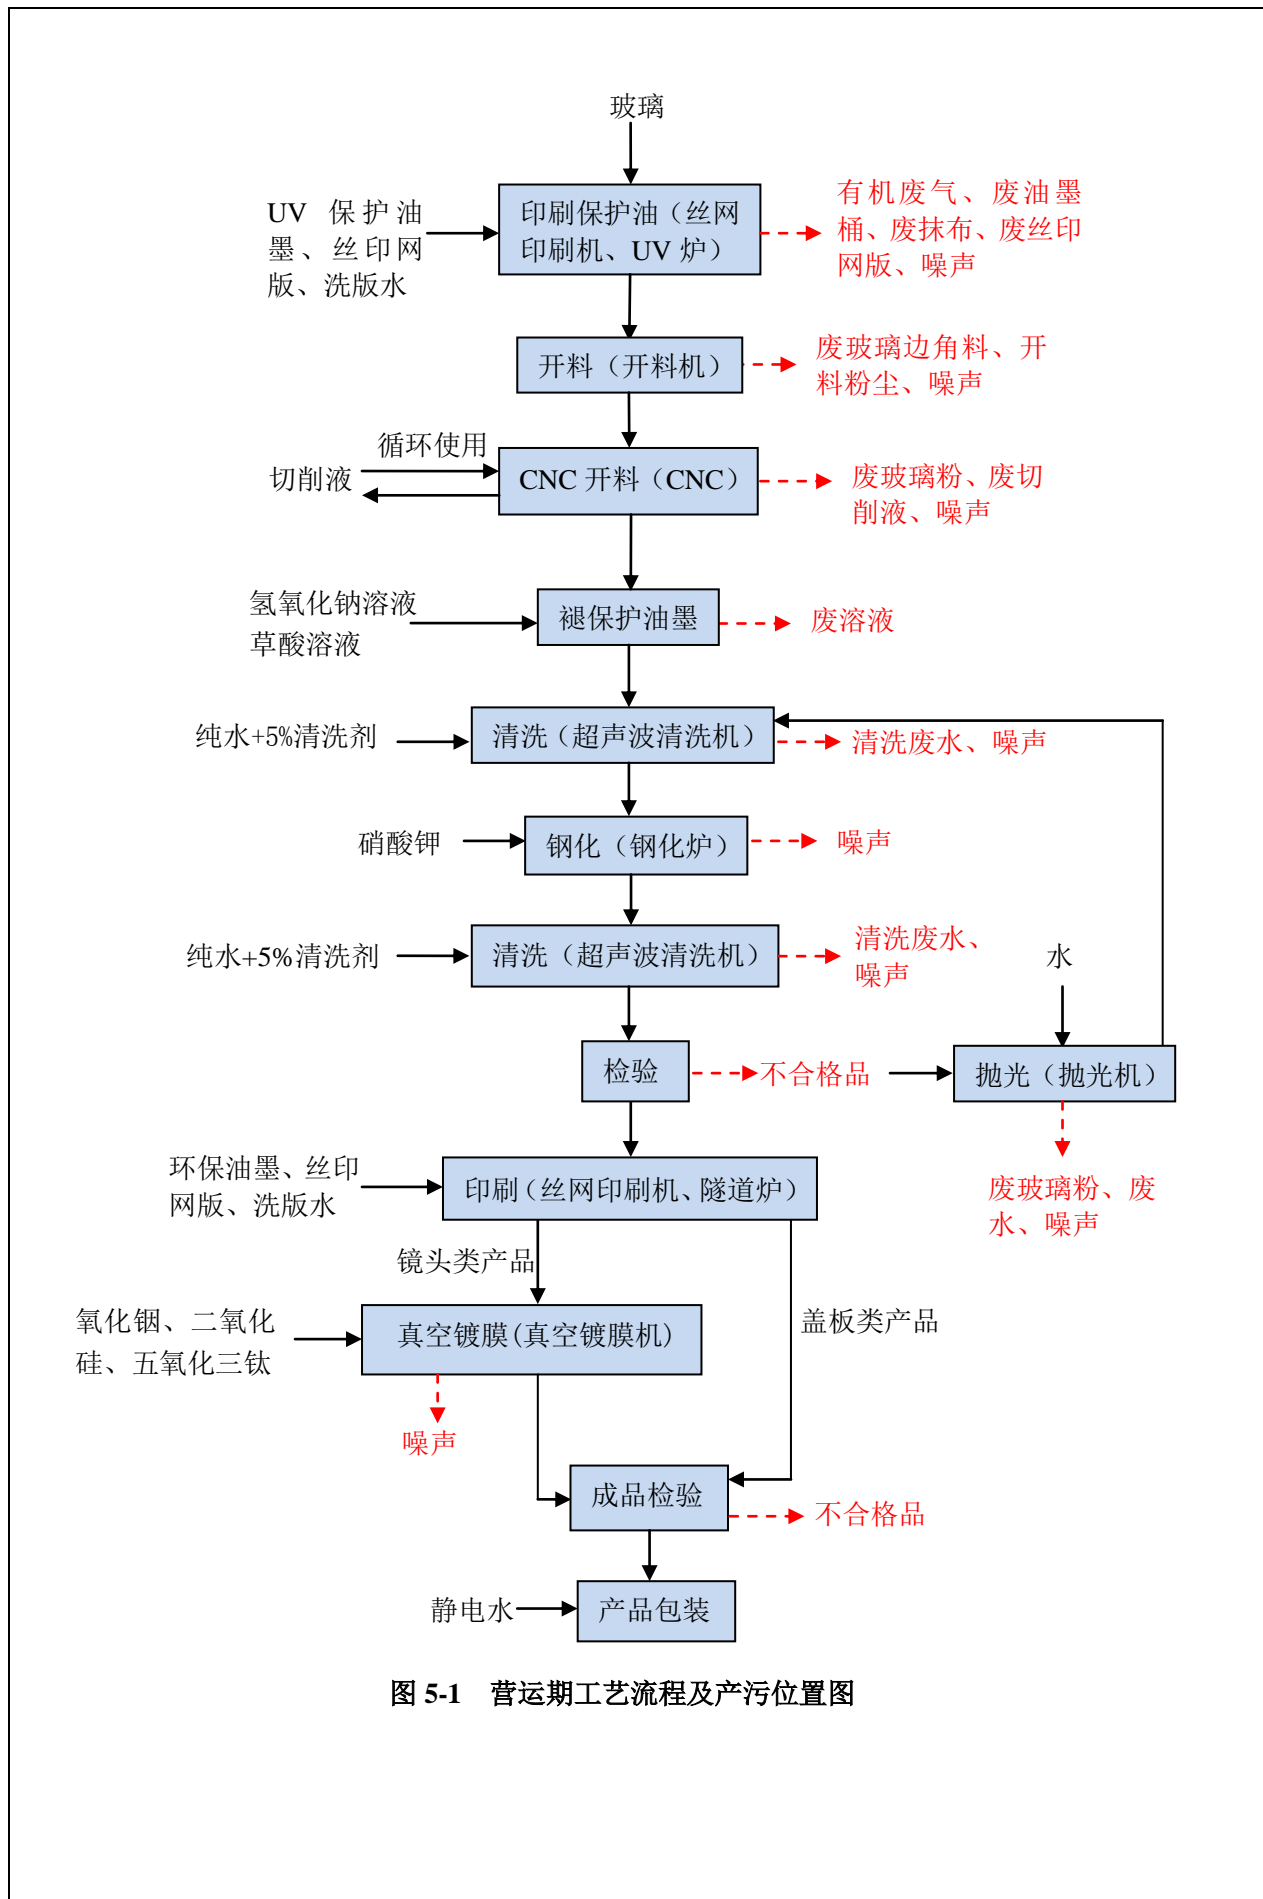 玻璃
UV 保护油
墨、丝印网
版、洗版水
印刷保护油（丝网
印刷机、UV 炉）
有机废气、废油墨
桶、废抹布、废丝印
网版、噪声
开料（开料机）
废玻璃边角料、开
料粉尘、噪声
循环使用
切削液
CNC 开料（CNC）
废玻璃粉、废切
削液、噪声
氢氧化钠溶液
草酸溶液
褪保护油墨
废溶液
纯水+5%清洗剂
清洗（超声波清洗机）
清洗废水、噪声
硝酸钾
钢化（钢化炉）
噪声
纯水+5%清洗剂
清洗（超声波清洗机）
清洗废水、
噪声
水
检验
不合格品
抛光（抛光机）
废玻璃粉、废
水、噪声
环保油墨、丝印
网版、洗版水
印刷（丝网印刷机、隧道炉）
镜头类产品
盖板类产品
氧化铟、二氧化
硅、五氧化三钛
真空镀膜(真空镀膜机)
噪声
成品检验
不合格品
静电水
产品包装
图 5-1 营运期工艺流程及产污位置图